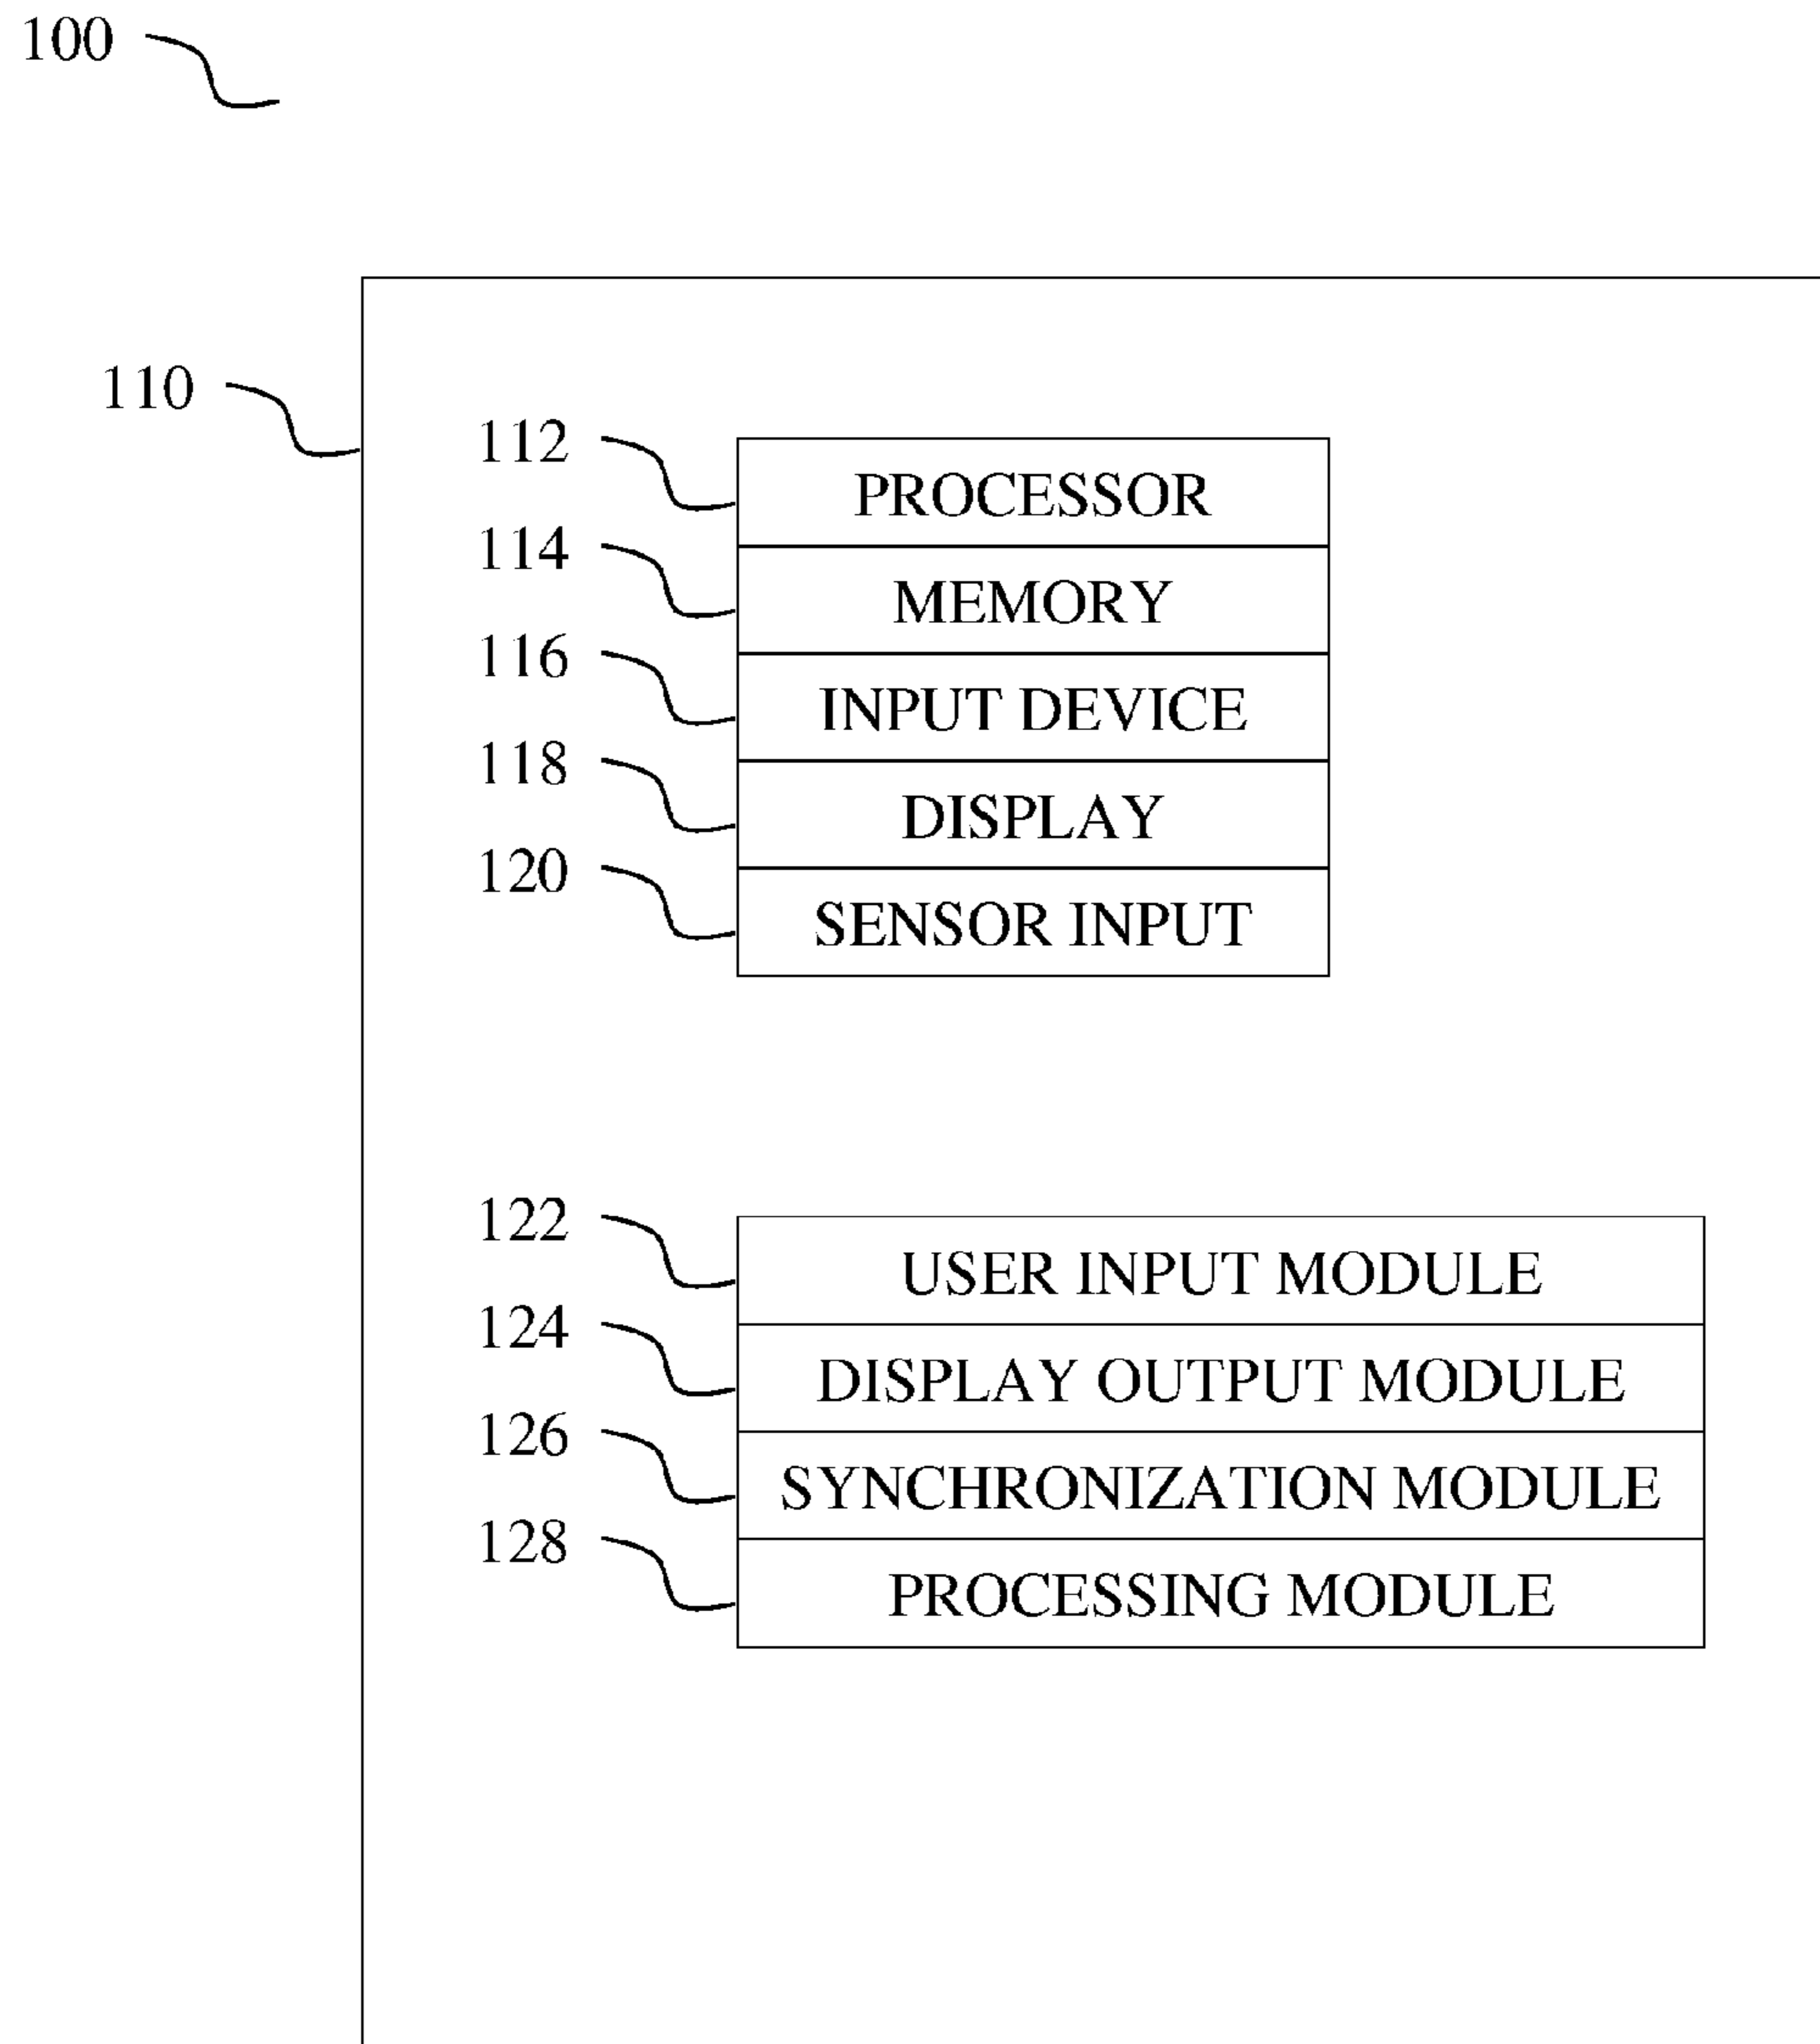 100
110
112
PROCESSOR
114
MEMORY
116
INPUT DEVICE
118
DISPLAY
120
SENSOR INPUT
122
USER INPUT MODULE
124
DISPLAY OUTPUT MODULE
126
SYNCHRONIZATION MODULE
128
PROCESSING MODULE